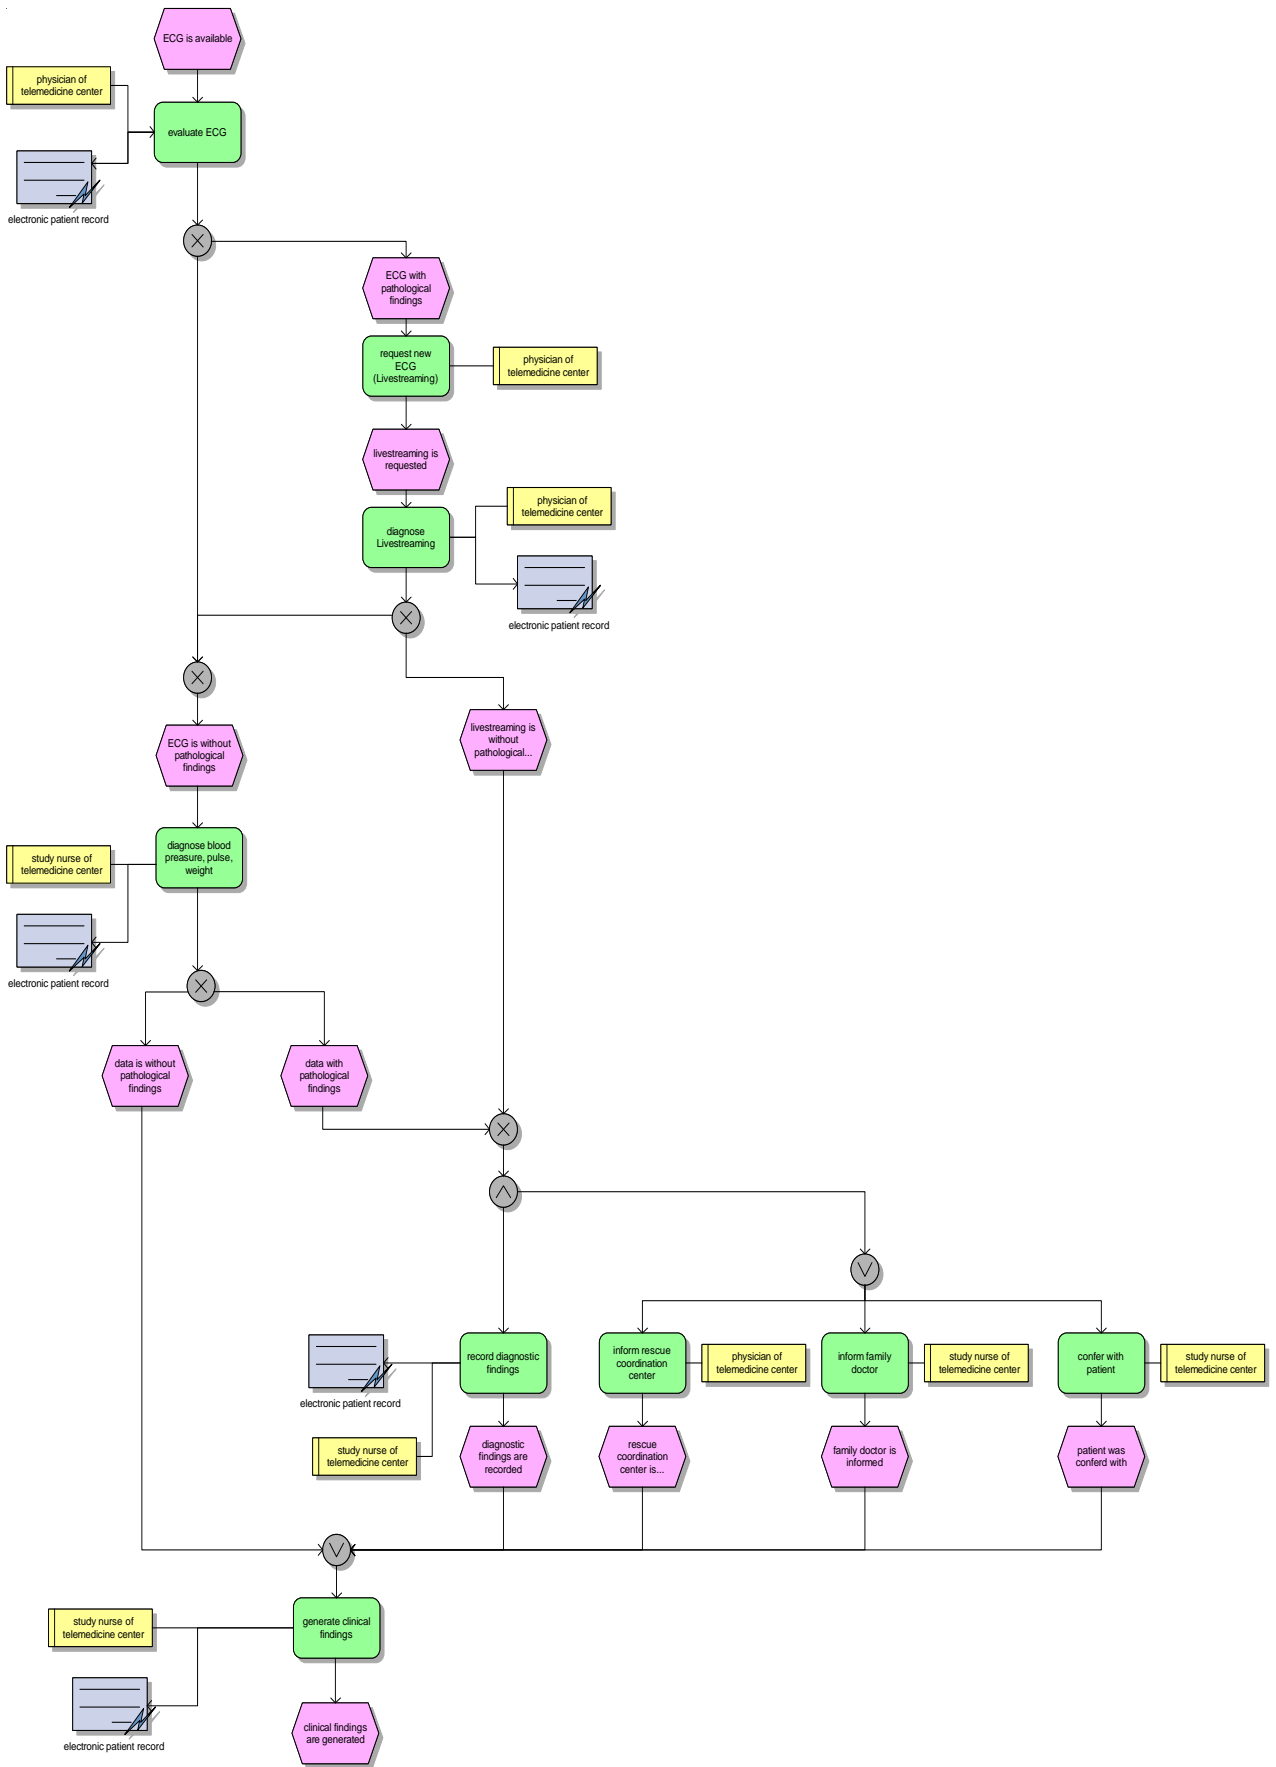 ECG is available
physician of
telemedicine center
evaluate ECG
electronic patient record
ECG with
pathological
findings
request new
ECG
(Livestreaming)
physician of
telemedicine center
livestreaming is
requested
physician of
telemedicine center
diagnose
Livestreaming
electronic patient record
livestreaming is
without
pathological...
ECG is without
pathological
findings
study nurse of
telemedicine center
diagnose blood
preasure, pulse,
weight
electronic patient record
data is without
pathological
findings
data with
pathological
findings
record diagnostic
findings
inform rescue
coordination
center
physician of
telemedicine center
inform family
doctor
study nurse of
telemedicine center
confer with
patient
study nurse of
telemedicine center
electronic patient record
study nurse of
telemedicine center
diagnostic
findings are
recorded
rescue
coordination
center is...
family doctor is
informed
patient was
conferd with
study nurse of
telemedicine center
generate clinical
findings
electronic patient record
clinical findings
are generated